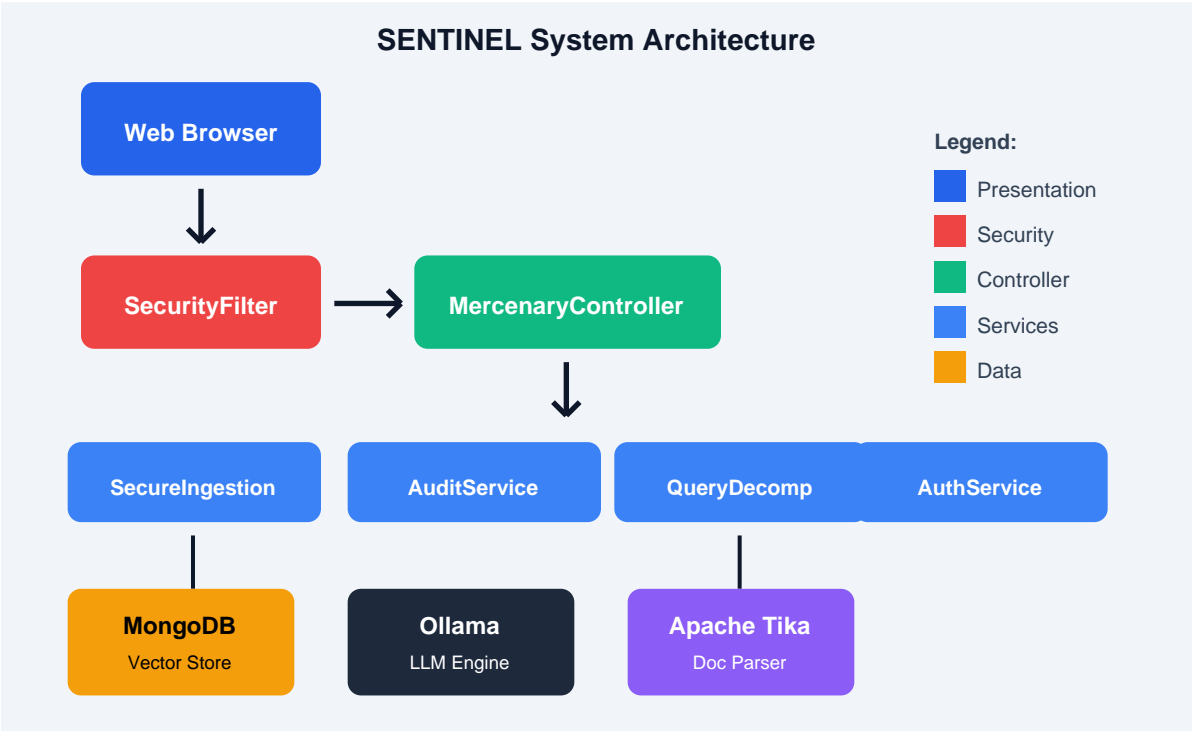 SENTINEL System Architecture
Web Browser
Legend:
Presentation
Security
Controller
Services
Data
SecurityFilter
MercenaryController
SecureIngestion
AuditService
QueryDecomp
AuthService
MongoDB
Vector Store
Ollama
LLM Engine
Apache Tika
Doc Parser